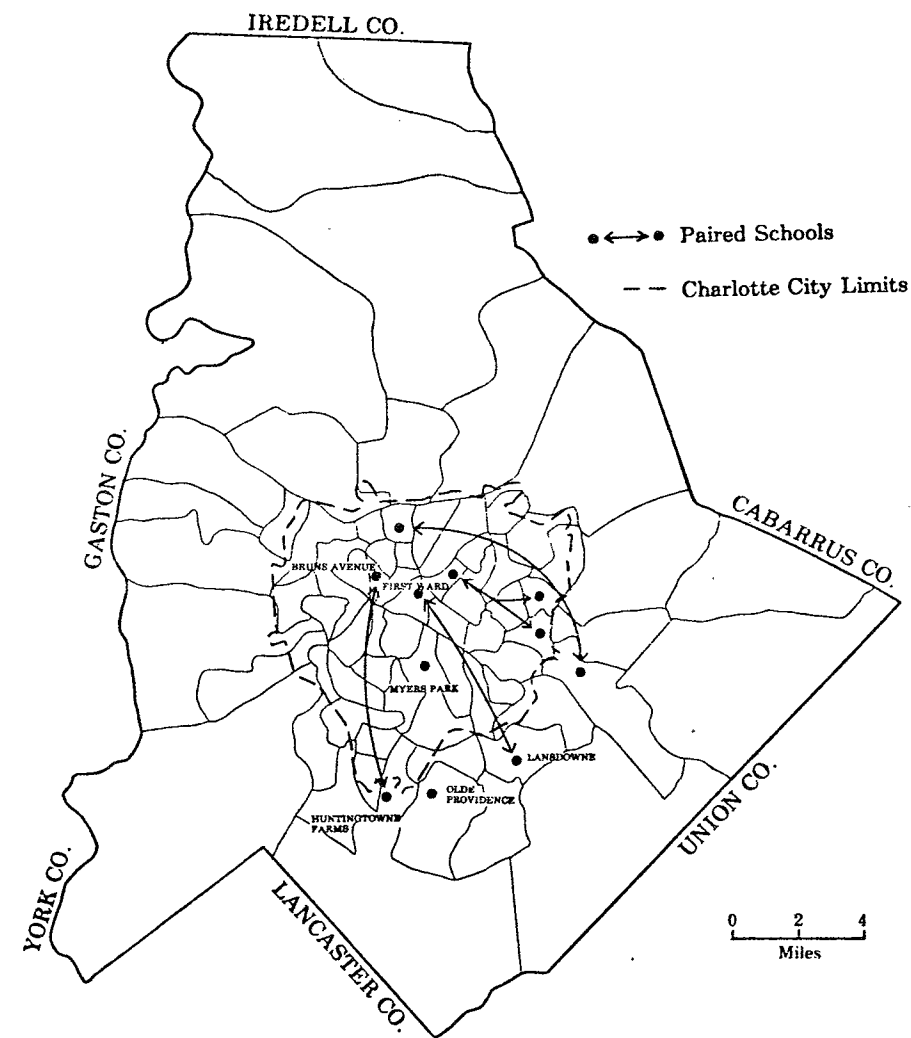 IREDELL CO.
Paired Schools
Charlotte City Limits
GASTON CO.
CABARRUS CO.
BRUNS AVENUE
FIRST WARD
MYERS PARK
LANSDOWNE
OLDE
PROVIDENCE
HUNTINGTOWNE
FARMS
UNION CO.
YORK CO.
LANCASTER CO.
0 2 4
Miles